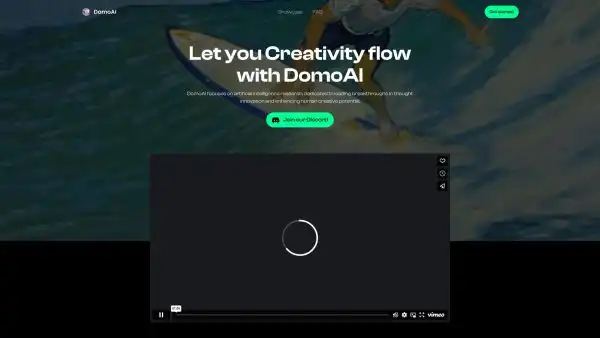 DomoAI
Showcase
FAQ
Get started
Let you Creativity flow
with DomoAI
DomoAI focuses on artificial intelligence research, dedicated to leading breakthroughs in thought
innovation and enhancing human creative potential.
Join our Discord!
vimeo